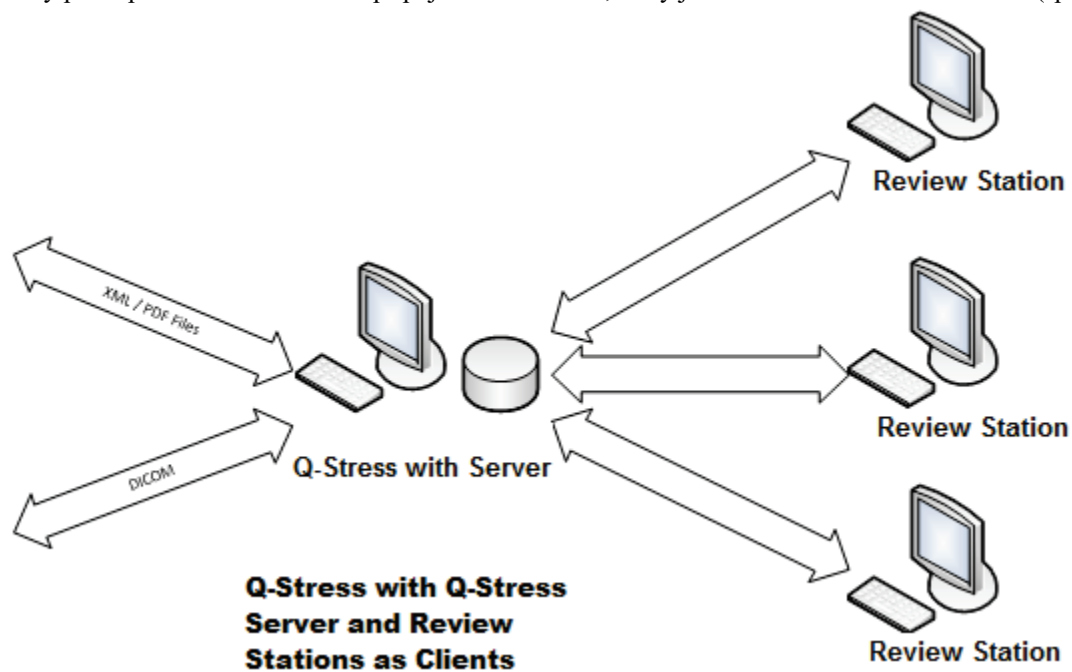 Review Station
XML / PDF Files
Review Station
Q-Stress with Server
DICOM
Q-Stress with Q-Stress
Server and Review
Stations as Clients
Review Station